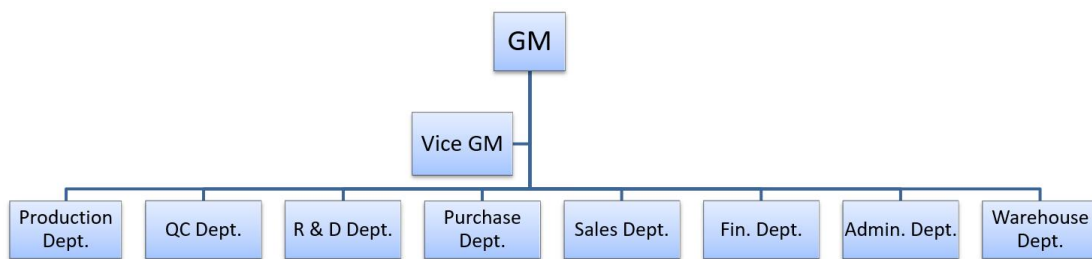 GM
Vice GM
Production
Dept.
QC Dept.
R & D Dept.
Purchase
Dept.
Sales Dept.
Fin. Dept.
Admin. Dept.
Warehouse
Dept.